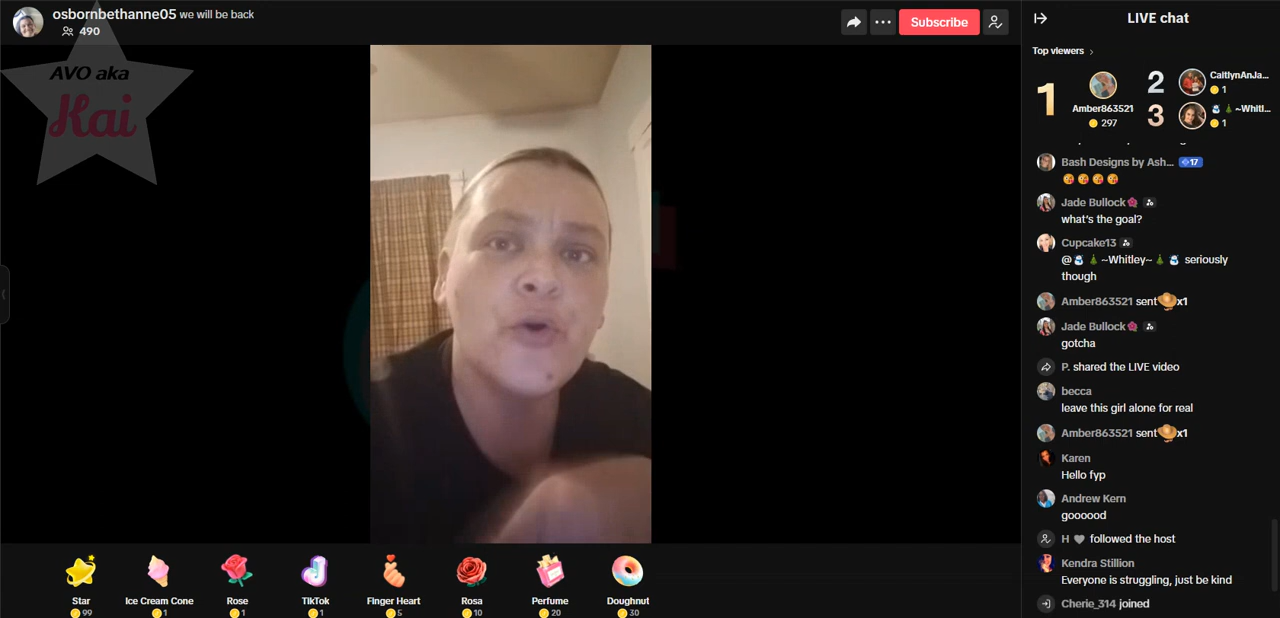 osbornbethanne05 we will be back
490
Subscribe
AVO aka
Kai
LIVE chat
Top viewers
1
Amber863521
297
2
CaitlynAnJa...
1
3
~Whitl...
1
Bash Designs by Ash... 17
Jade Bullock
what's the goal?
Cupcake13
@ ~Whitley~ seriously
though
Amber863521 sent x1
Jade Bullock
gotcha
P. shared the LIVE video
becca
leave this girl alone for real
Amber863521 sent x1
Karen
Hello fyp
Andrew Kern
goooood
H followed the host
Kendra Stillion
Everyone is struggling, just be kind
Cherie_314 joined
Star
99
Ice Cream Cone
1
Rose
1
TikTok
1
Finger Heart
5
Rosa
10
Perfume
20
Doughnut
30